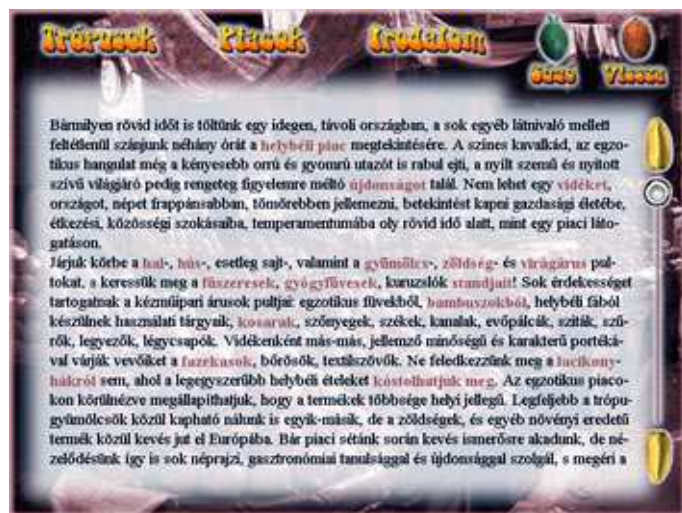 Trópusok Piacok Irodalom
Súgó Vissza
Bármilyen rövid időt is töltünk egy idegen, távoli országban, a sok egyéb látnivaló mellett
feltétlenül szánjunk néhány órát a helybéli piac megtekintésére. A színes kavalkád, az egzo-
tikus hangulat még a kényesebb orrú és gyomrú utazót is rabul ejti, a nyílt szemű és nyitott
szívű világjáró pedig rengeteg figyelemre méltó újdonságot talál. Nem lehet egy vidéket,
országot, népet frappánsabban, tömörebben jellemezni, betekintést kapni gazdasági életébe,
étkezési, közösségi szokásaiba, temperamentumába oly rövid idő alatt, mint egy piaci láto-
gatáson.
Járjuk körbe a hal-, hús-, esetleg sajt-, valamint a gyümölcs-, zöldség- és virágárus pul-
tokat, s keressük meg a fűszeresek, gyógyfüvesek, kuruzslók standjait! Sok érdekességet
tartogatnak a kézműipari árusok pultjai: egzotikus füvekből, bambuszokból, helybéli fából
készülnek használati tárgyaik, kosarak, szőnyegek, székek, kanalak, evőpálcák, sziták, szű-
rők, legyezők, légycsapók. Vidékenként más-más, jellemző minőségű és karakterű portéká-
val várják vevőiket a fazekasok, bőrösök, textilszövők. Ne feledkezzünk meg a lacikony-
hákról sem, ahol a legegyszerűbb helybéli ételeket kóstolhatjuk meg. Az egzotikus piaco-
kon körülnézve megállapíthatjuk, hogy a termékek többsége helyi jellegű. Legfeljebb a trópu-
gyümölcsök közül kapható nálunk is egyik-másik, de a zöldségek, és egyéb növényi eredetű
termék közül kevés jut el Európába. Bár piaci sétánk során kevés ismerősre akadunk, de né-
zelődésünk így is sok néprajzi, gasztronómiai tanulsággal és újdonsággal szolgál, s megéri a